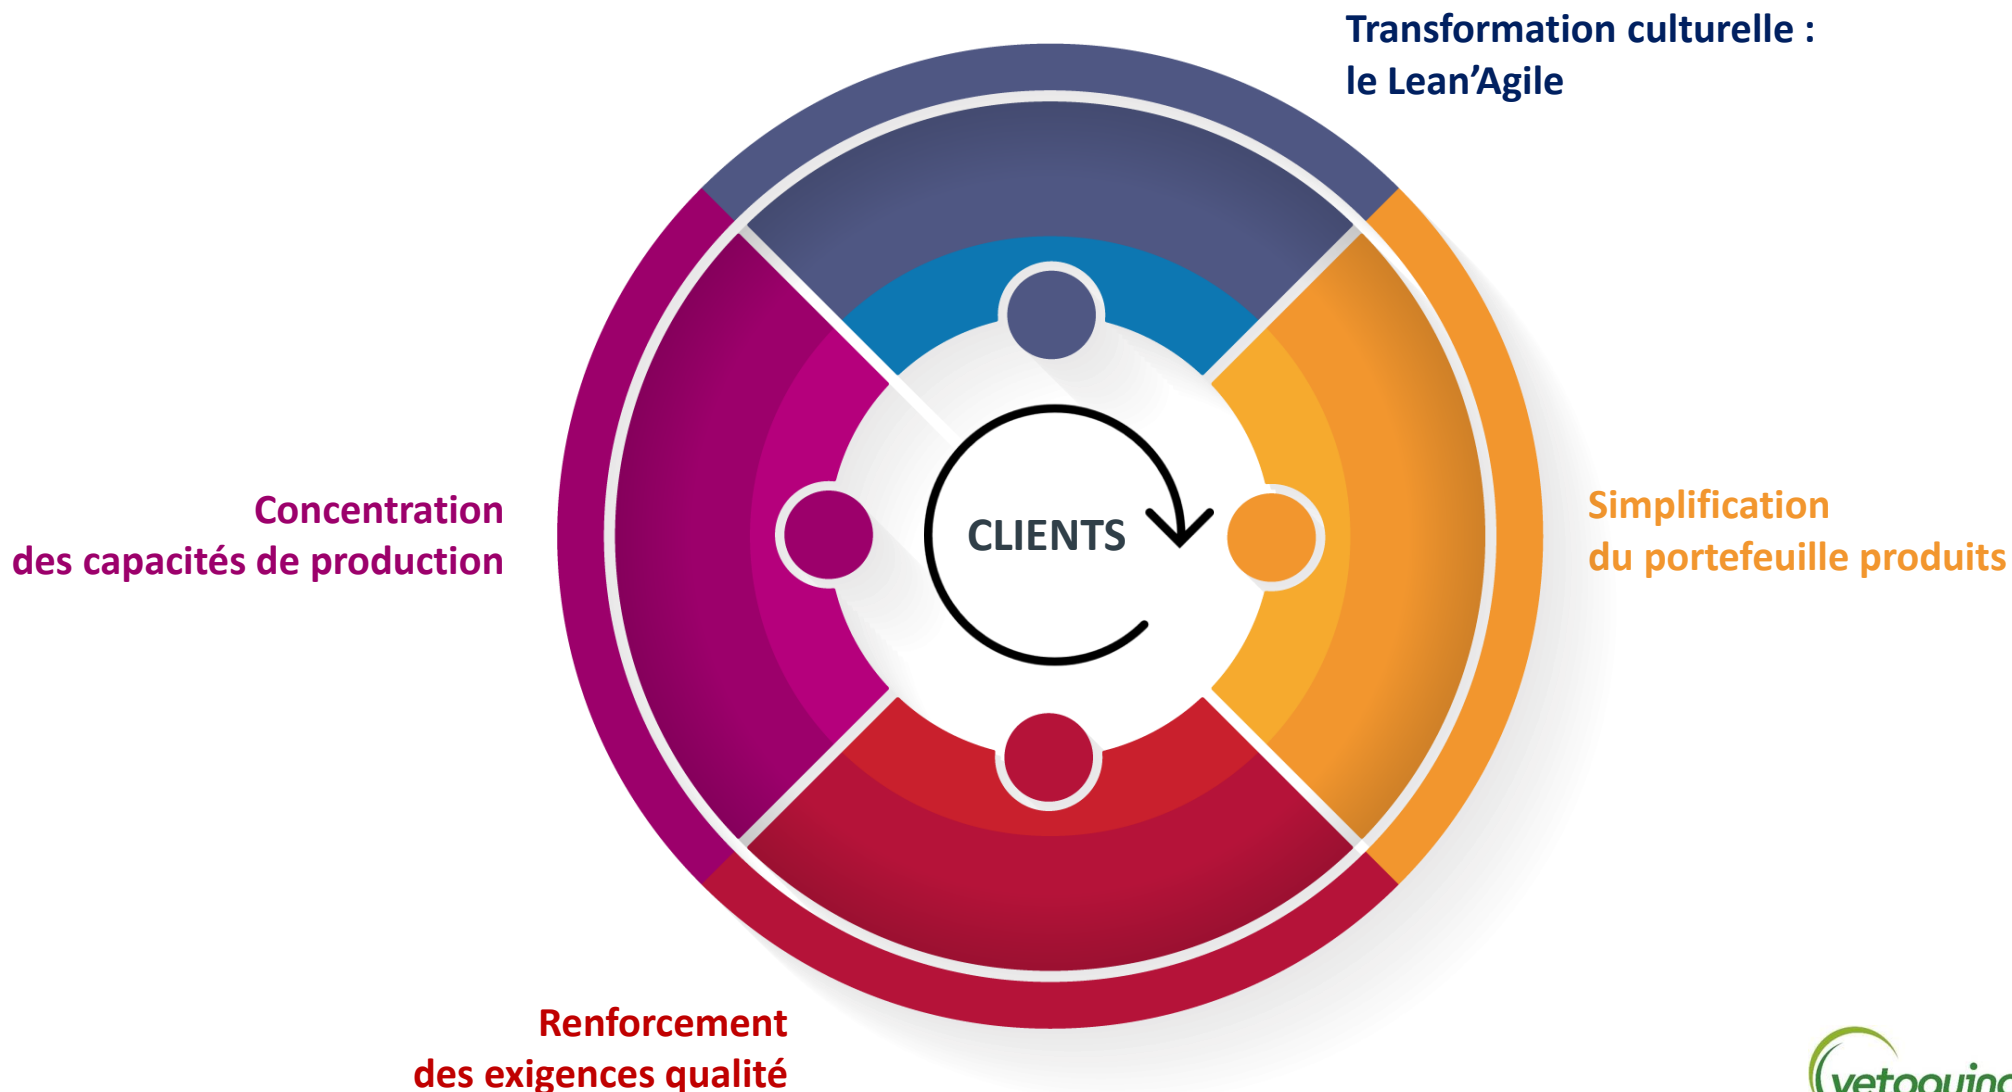 Transformation culturelle :
le Lean’Agile
Concentration
des capacités de production
CLIENTS
Simplification
du portefeuille produits
Renforcement
des exigences qualité